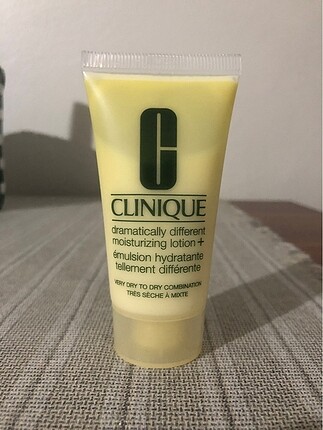 C
CLINIQUE
dramatically different
moisturizing lotion+
émulsion hydratante
tellement différente
VERY DRY TO DRY COMBINATION
TRÈS SÈCHE À MIXTE